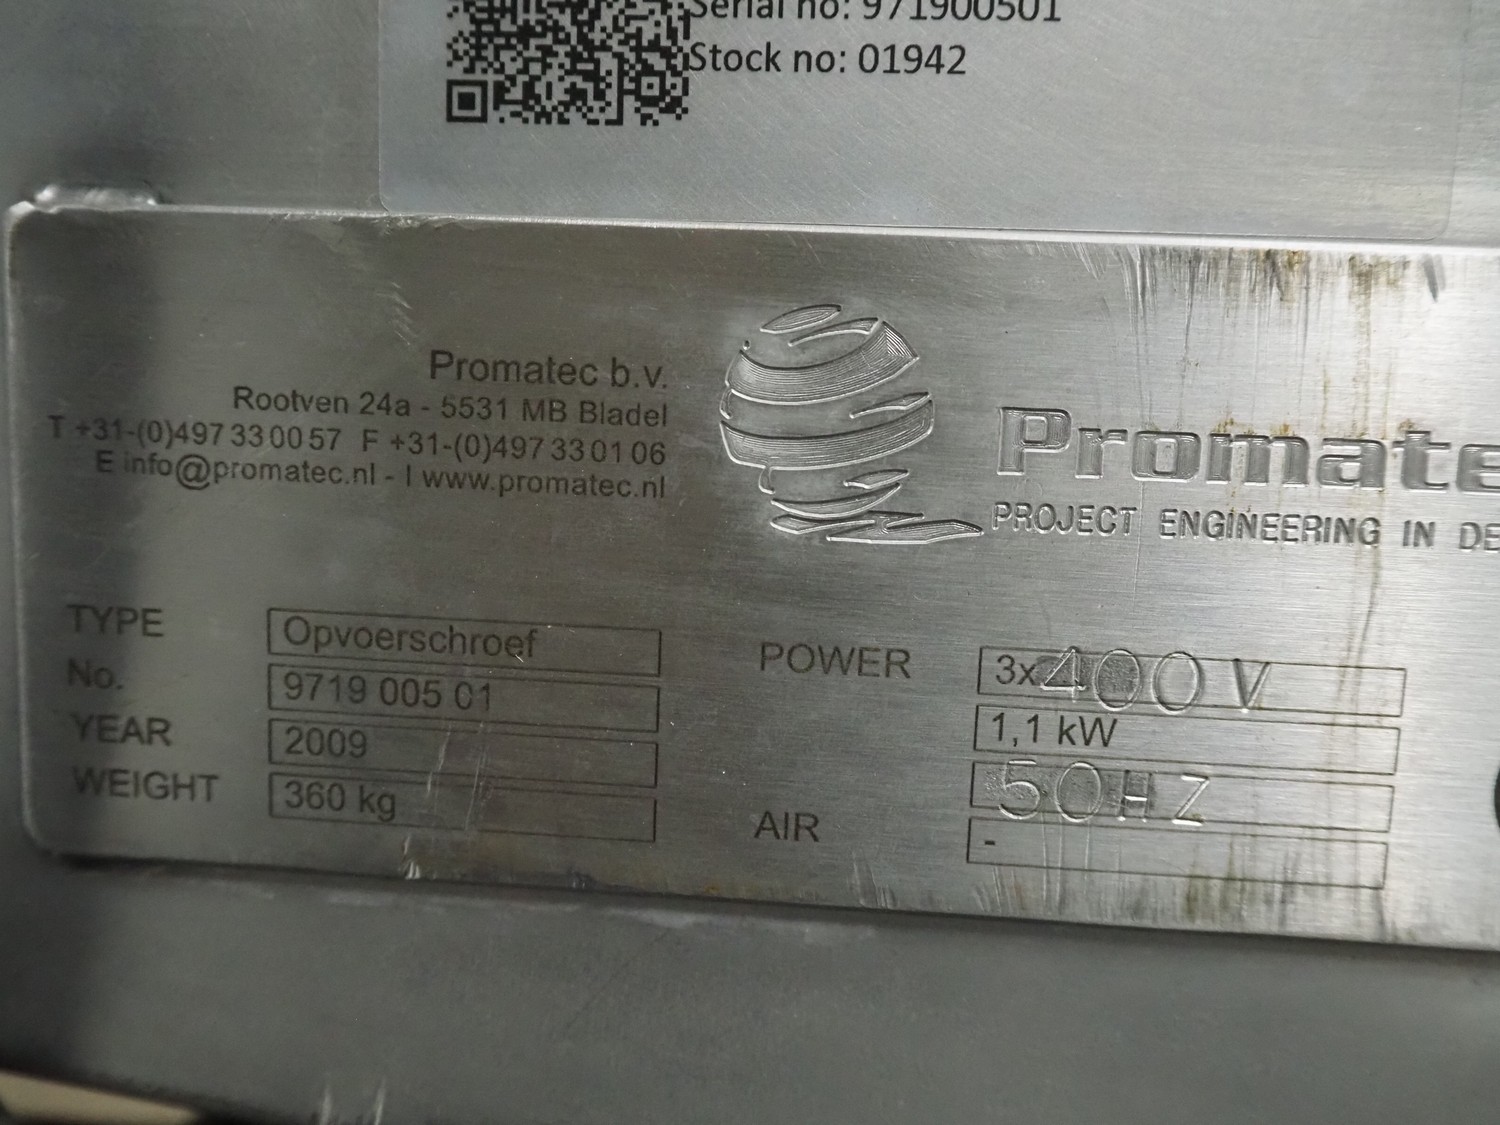 Serial no: 971900501
Stock no: 01942
Promatec b.v.
Rootven 24a - 5531 MB Bladel
T +31-(0)497 33 00 57 F +31-(0)497 33 01 06
E info@promatec.nl - I www.promatec.nl
Promate
PROJECT ENGINEERING IN DE
TYPE Opvoerschroef
No. 9719 005 01
YEAR 2009
WEIGHT 360 kg
POWER 3x400 V
1,1 kW
50HZ
AIR -